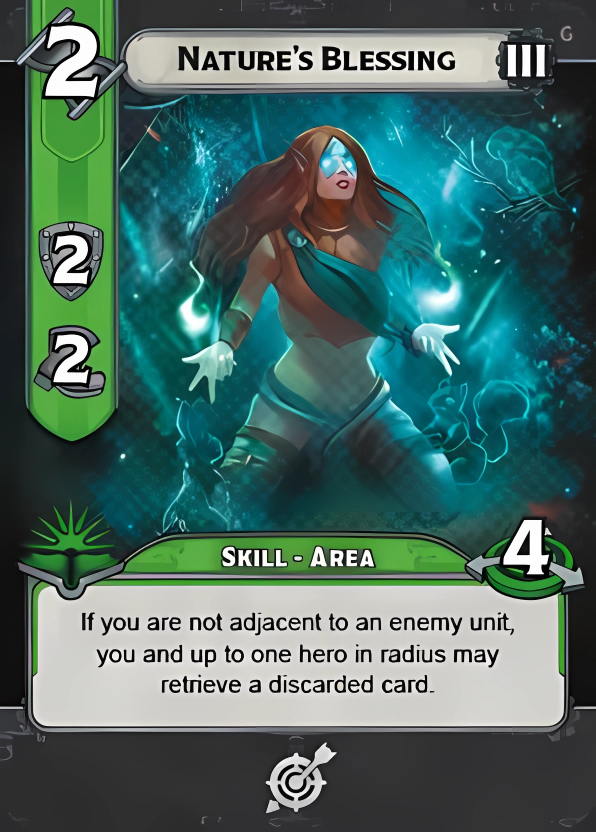 2
NATURE'S BLESSING
III
G
2
2
SKILL - AREA
4
If you are not adjacent to an enemy unit,
you and up to one hero in radius may
retrieve a discarded card.